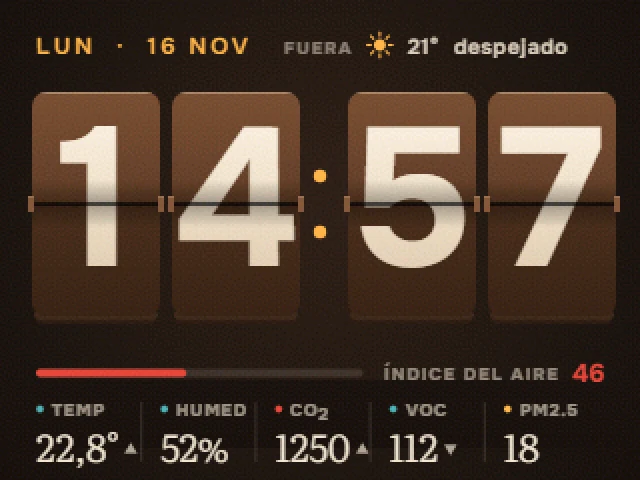 LUN · 16 NOV FUERA 21° despejado
14:57
ÍNDICE DEL AIRE 46
TEMP HUMED CO₂ VOC PM2.5
22,8° 52% 1250 112 18